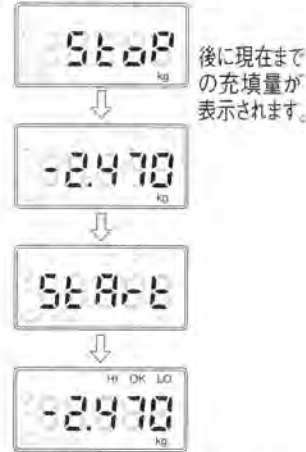 StoP
kg
後に現在まで
の充填量が
表示されます。
-2.470
kg
StArt
HI OK LO
-2.470
kg